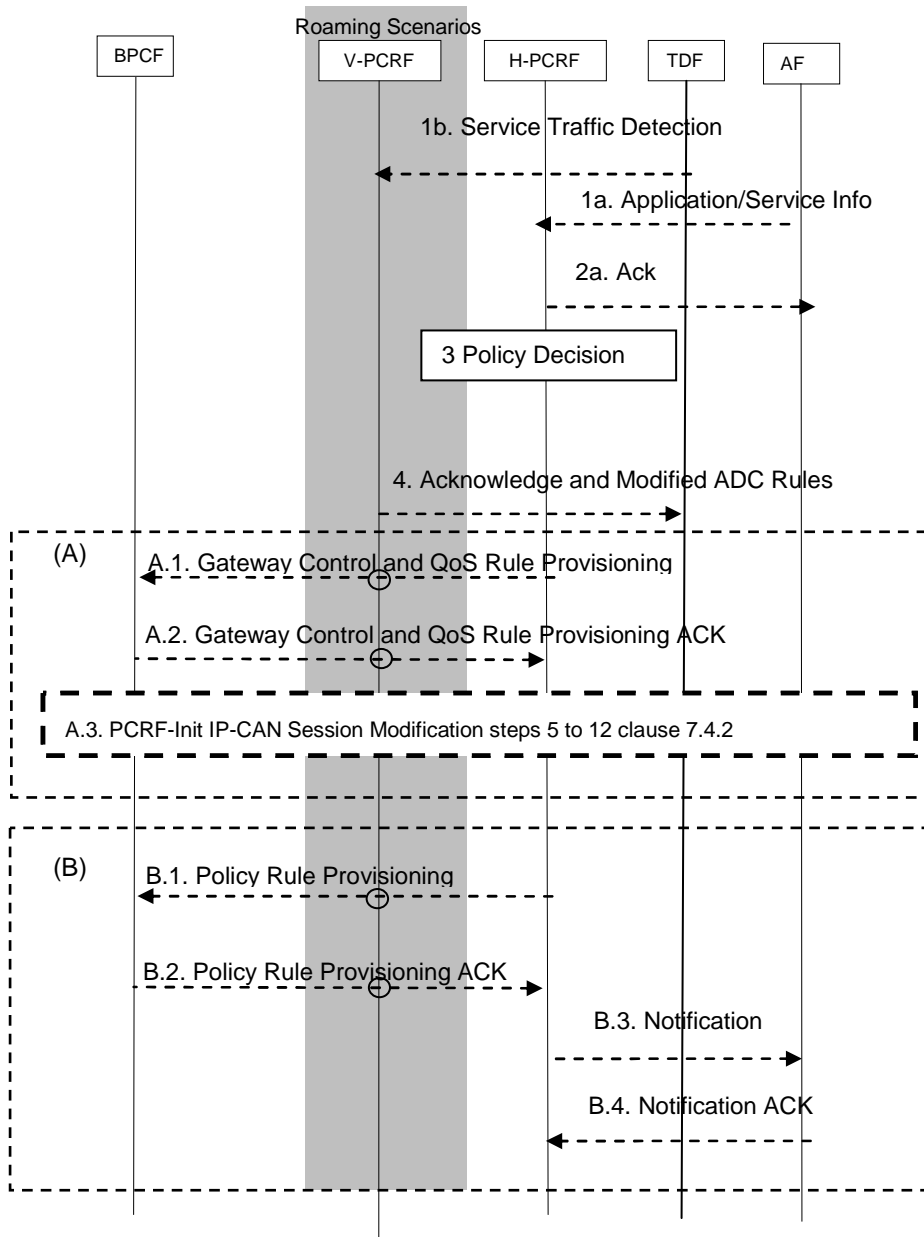 Roaming Scenarios
BPCF
V-PCRF
H-PCRF
TDF
AF
1b. Service Traffic Detection
1a. Application/Service Info
2a. Ack
3 Policy Decision
4. Acknowledge and Modified ADC Rules
(A)
A.1. Gateway Control and QoS Rule Provisioning
A.2. Gateway Control and QoS Rule Provisioning ACK
A.3. PCRF-Init IP-CAN Session Modification steps 5 to 12 clause 7.4.2
(B)
B.1. Policy Rule Provisioning
B.2. Policy Rule Provisioning ACK
B.3. Notification
B.4. Notification ACK